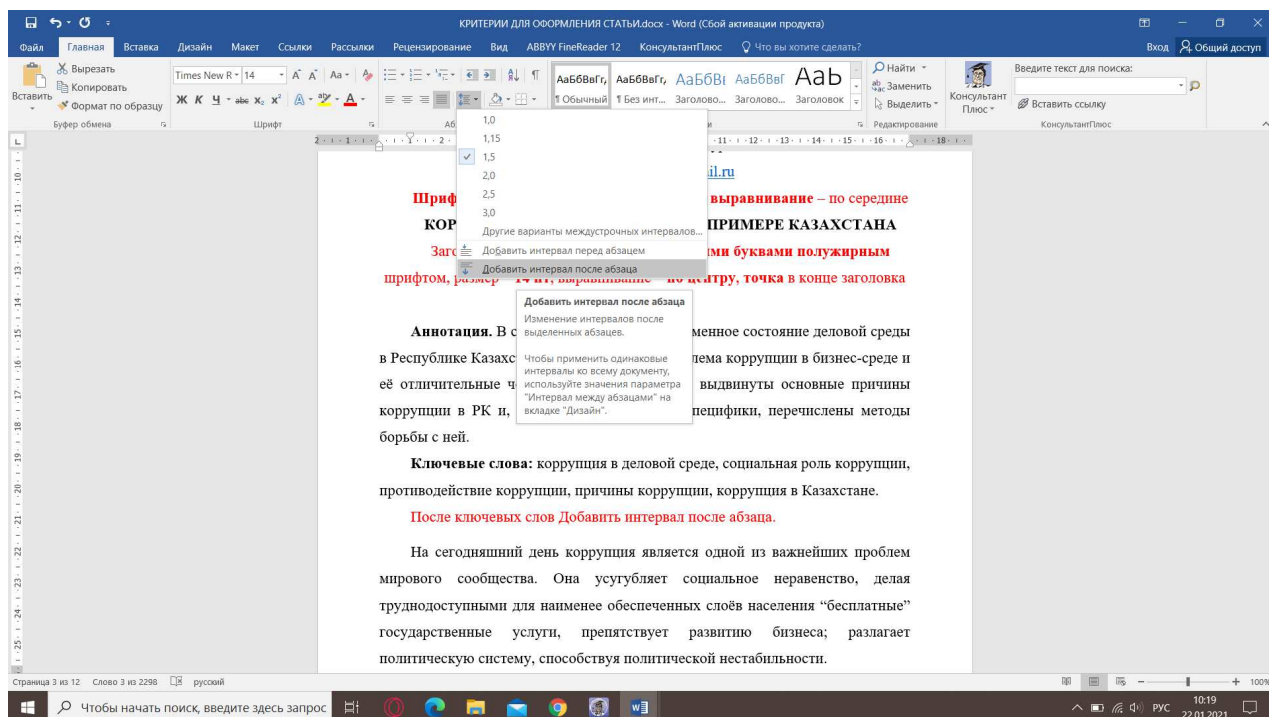 КРИТЕРИИ ДЛЯ ОФОРМЛЕНИЯ СТАТЬИ.docx - Word (Сбой активации продукта)
Файл Главная Вставка Дизайн Макет Ссылки Рассылки Рецензирование Вид ABBYY FineReader 12 КонсультантПлюс Что вы хотите сделать? Вход Общий доступ
Вставить
Вырезать
Копировать
Формат по образцу
Буфер обмена
Times New R 14
Ж К Ч abc x₂ x² А
Шрифт
Аб
АаБбВвГг, АаБбВвГг, АаБбВі АаБбВвГ АаЬ
¶ Обычный ¶ Без инт... Заголово... Заголово... Заголовок
и
Найти
Заменить
Выделить
Редактирование
Консультант Плюс
Введите текст для поиска:
Вставить ссылку
КонсультантПлюс
1,0
1,15
1,5
2,0
2,5
3,0
Другие варианты междустрочных интервалов...
Добавить интервал перед абзацем
Добавить интервал после абзаца
Добавить интервал после абзаца
Изменение интервалов после выделенных абзацев.
Чтобы применить одинаковые
интервалы ко всему документу,
используйте значения параметра
"Интервал между абзацами" на
вкладке "Дизайн".
il.ru
Шриф выравнивание – по середине
КОР ПРИМЕРЕ КАЗАХСТАНА
Заго ми буквами полужирным
шрифтом, размер – 14 пт, выравнивание – по центру, точка в конце заголовка
Аннотация. В с менное состояние деловой среды
в Республике Казахс лема коррупции в бизнес-среде и
её отличительные ч выдвинуты основные причины
коррупции в РК и, пецифики, перечислены методы
борьбы с ней.
Ключевые слова: коррупция в деловой среде, социальная роль коррупции,
противодействие коррупции, причины коррупции, коррупция в Казахстане.
После ключевых слов Добавить интервал после абзаца.
На сегодняшний день коррупция является одной из важнейших проблем
мирового сообщества. Она усугубляет социальное неравенство, делая
труднодоступными для наименее обеспеченных слоёв населения “бесплатные”
государственные услуги, препятствует развитию бизнеса; разлагает
политическую систему, способствуя политической нестабильности.
Страница 3 из 12 Слово 3 из 2298 русский 100%
Чтобы начать поиск, введите здесь запрос
РУС 10:19
22.01.2021